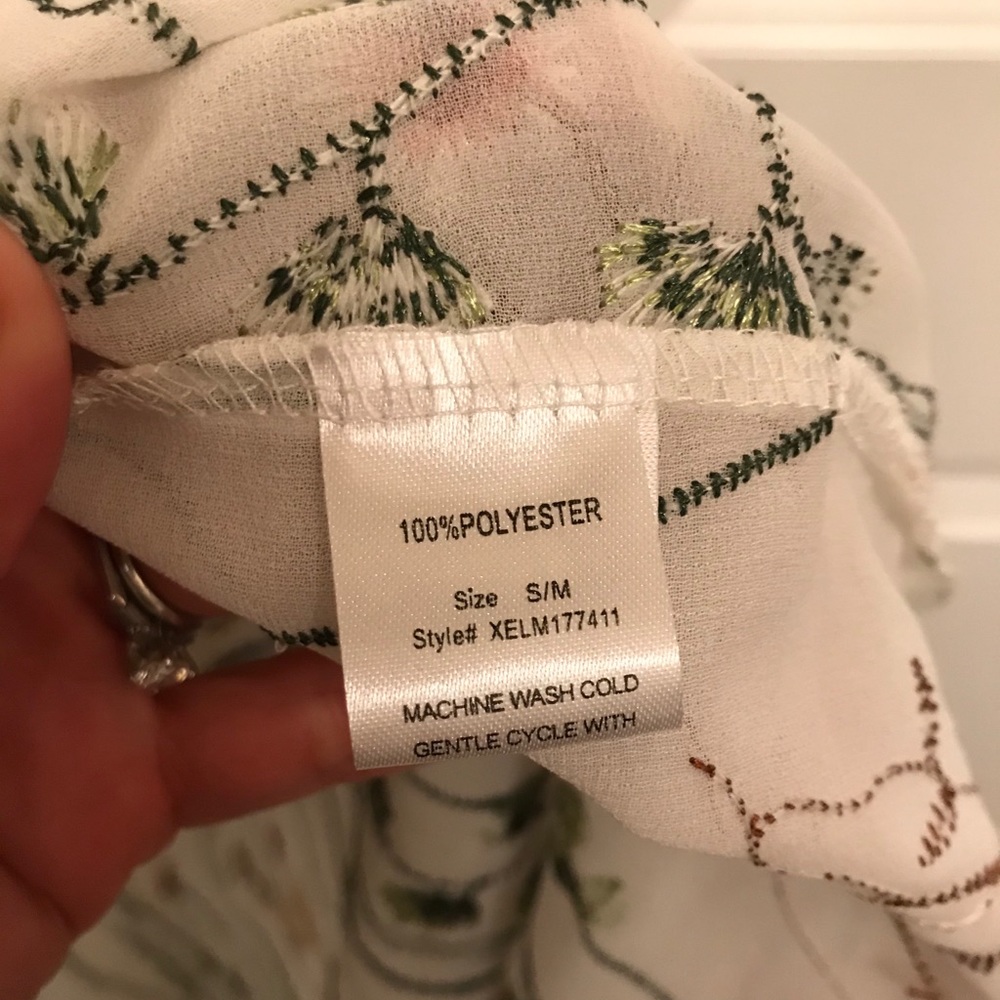 100%POLYESTER
Size S/M
Style# XELM177411
MACHINE WASH COLD
GENTLE CYCLE WITH